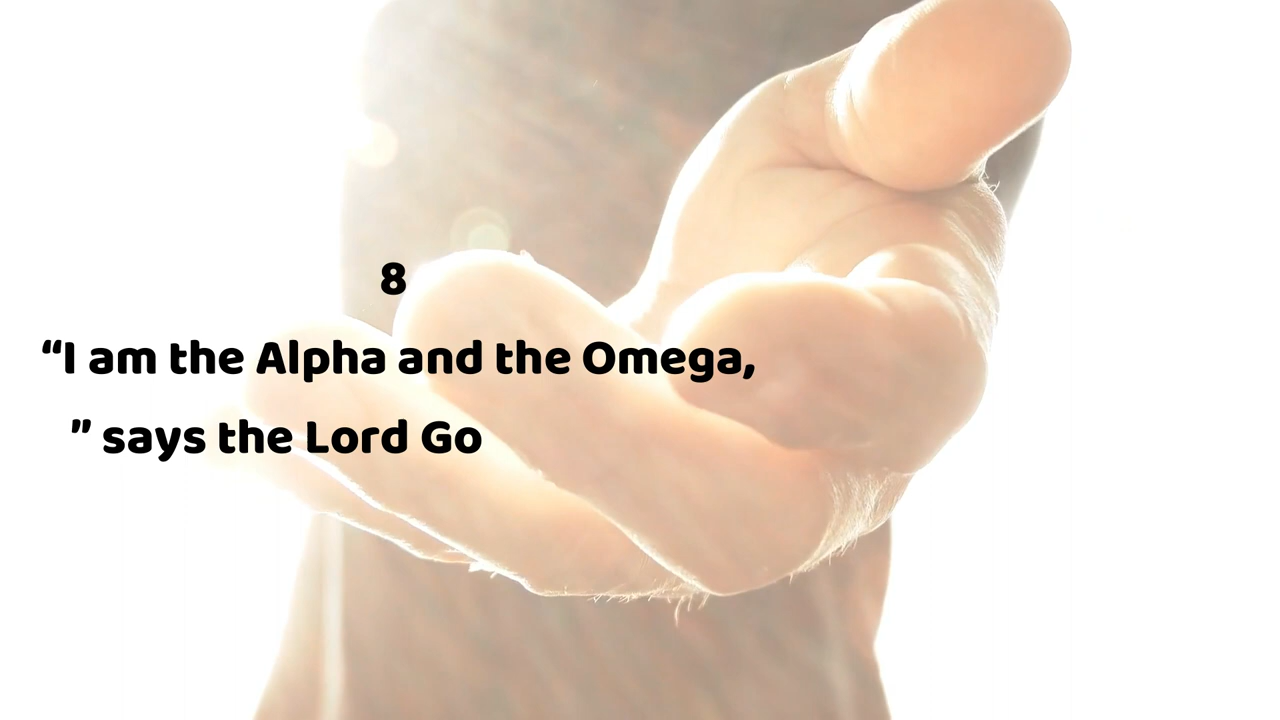 8
“I am the Alpha and the Omega,
” says the Lord Go